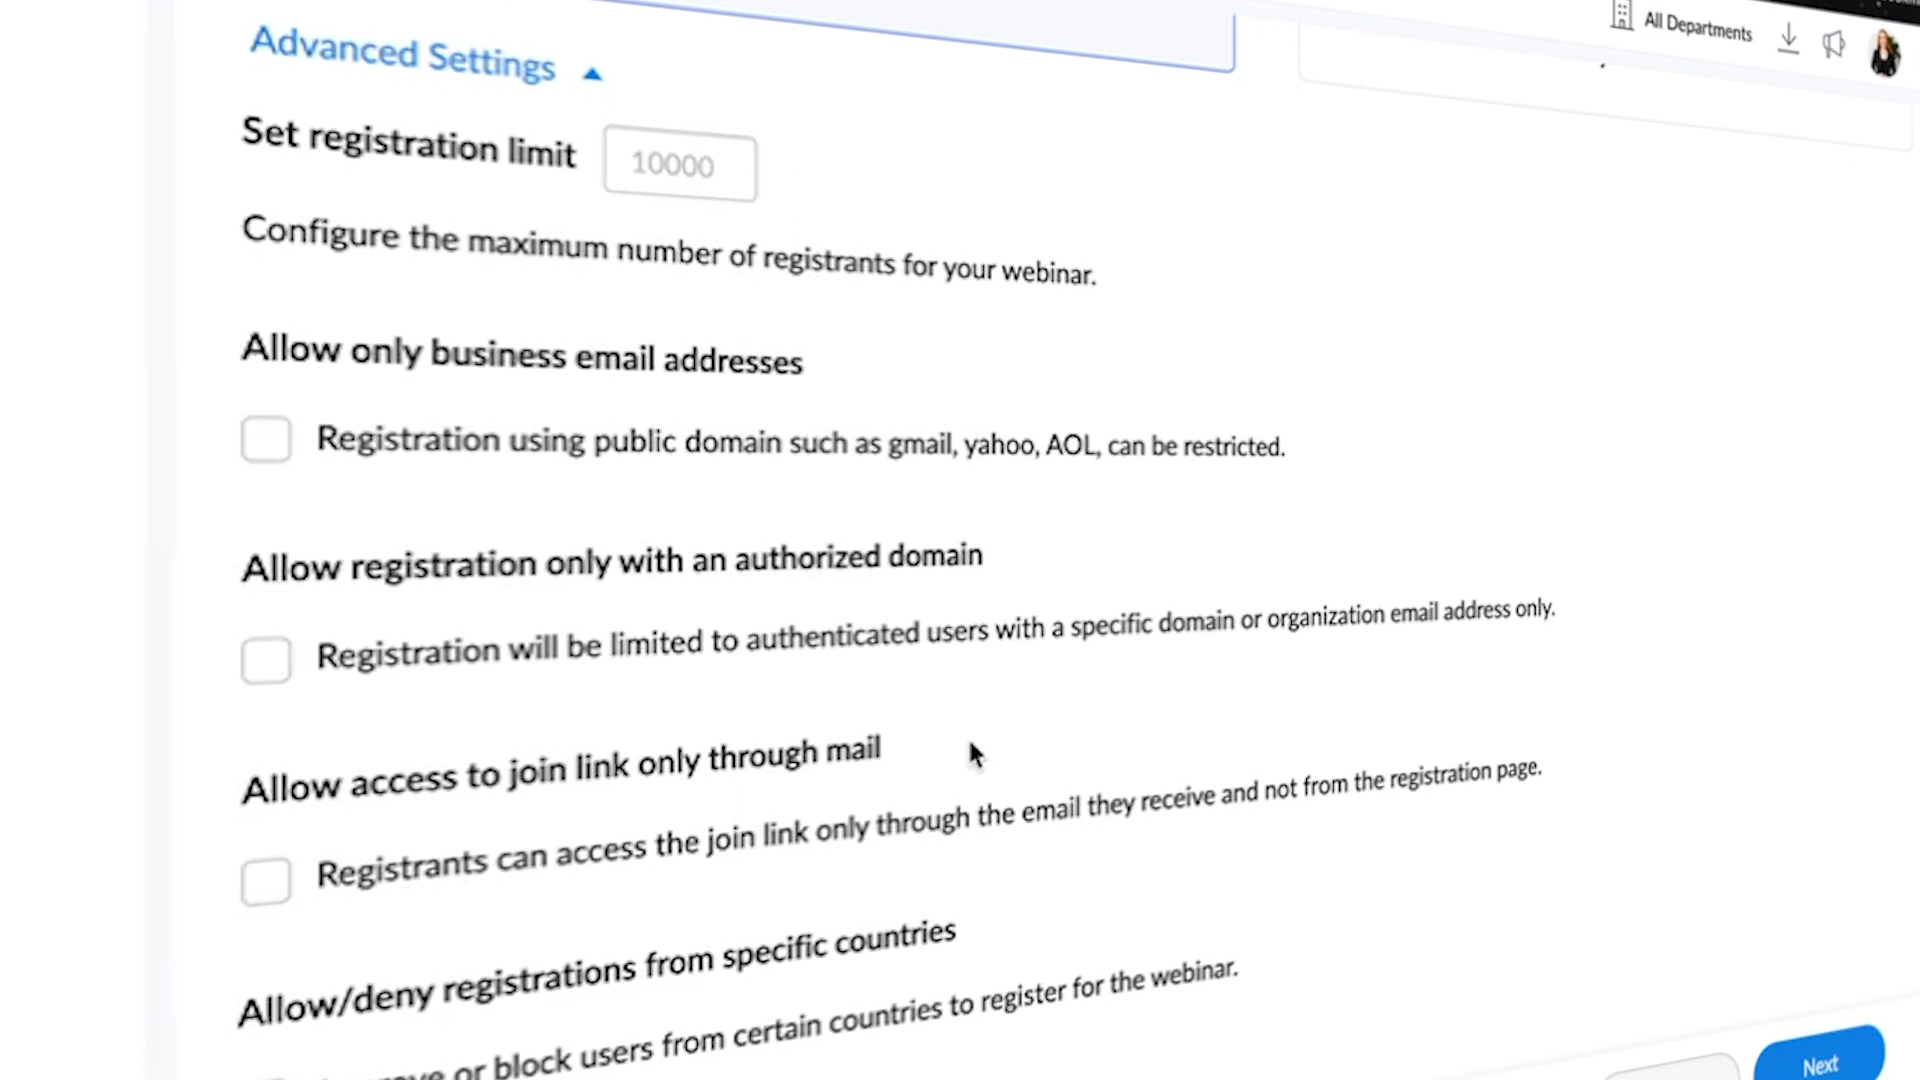 All Departments
Advanced Settings
Set registration limit 10000
Configure the maximum number of registrants for your webinar.
Allow only business email addresses
Registration using public domain such as gmail, yahoo, AOL, can be restricted.
Allow registration only with an authorized domain
Registration will be limited to authenticated users with a specific domain or organization email address only.
Allow access to join link only through mail
Registrants can access the join link only through the email they receive and not from the registration page.
Allow/deny registrations from specific countries
or block users from certain countries to register for the webinar.
Next